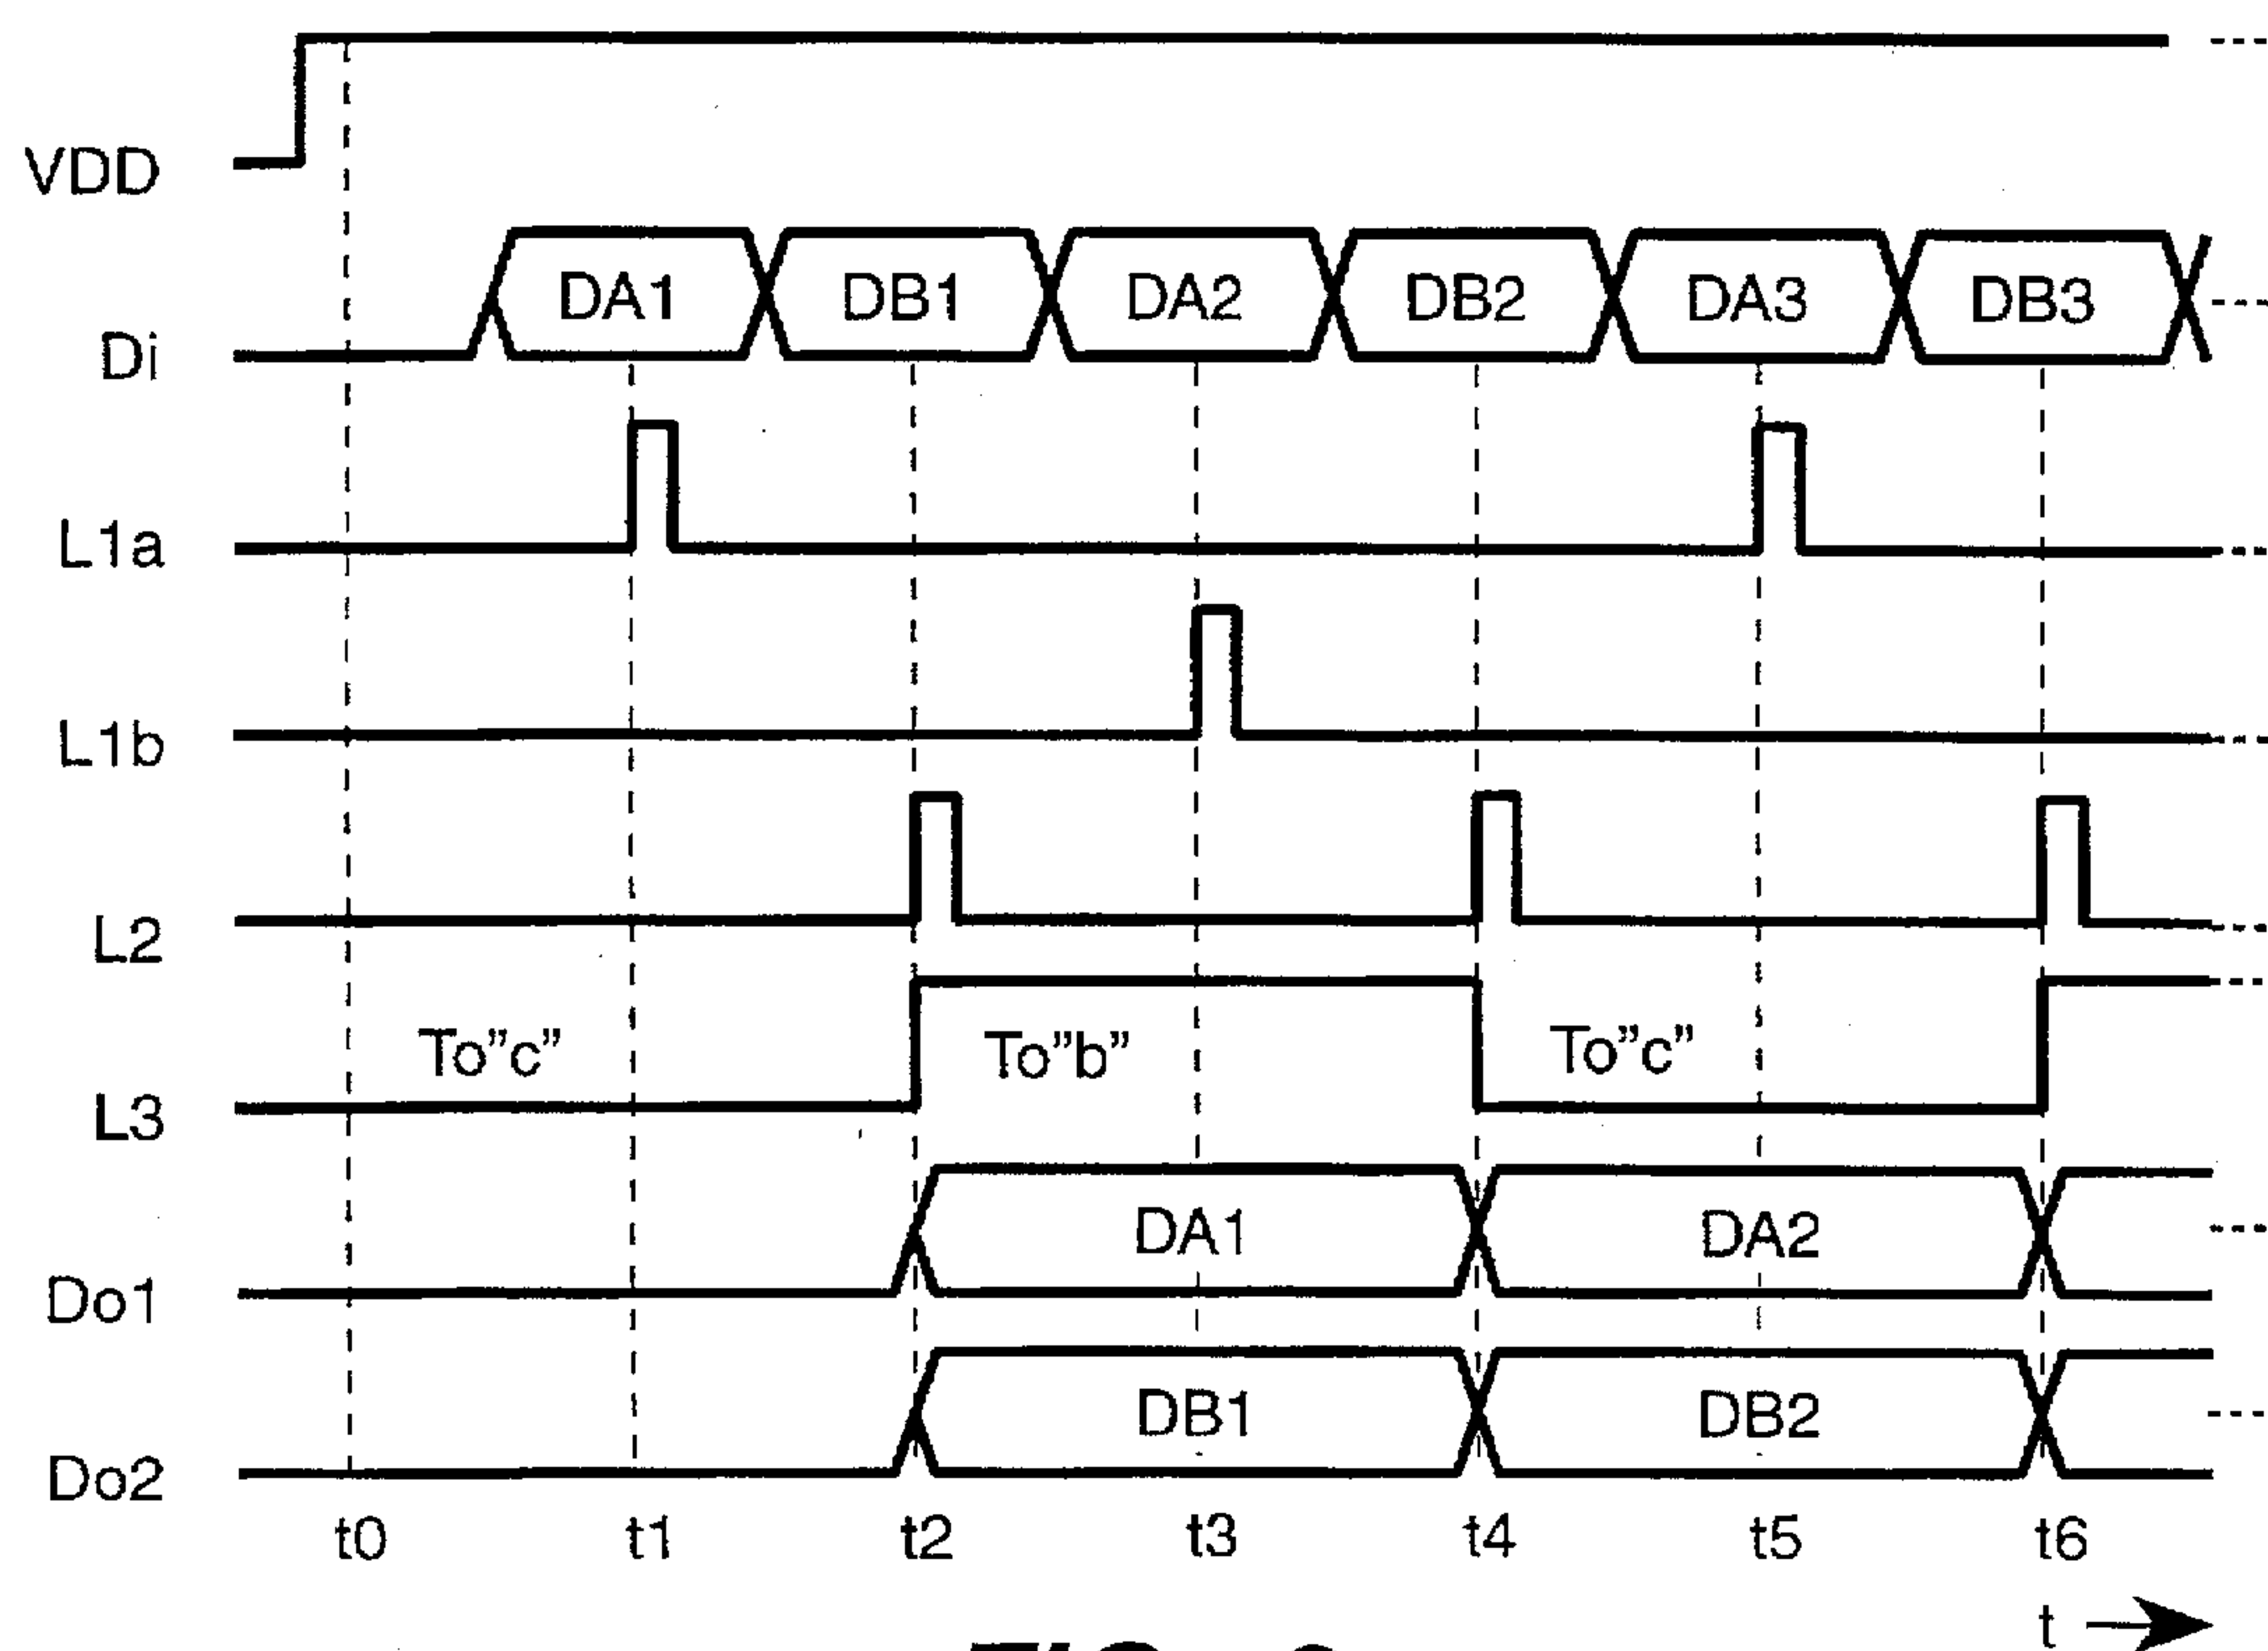 VDD
Di DA1 DB1 DA2 DB2 DA3 DB3
L1a
L1b
L2
L3 To"c" To"b" To"c"
Do1 DA1 DA2
Do2 DB1 DB2
t0 t1 t2 t3 t4 t5 t6
t